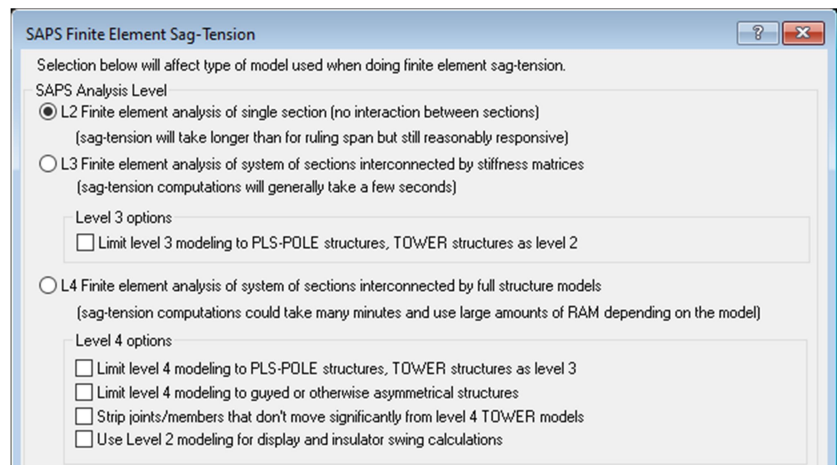 SAPS Finite Element Sag-Tension
Selection below will affect type of model used when doing finite element sag-tension.
SAPS Analysis Level
L2 Finite element analysis of single section (no interaction between sections)
(sag-tension will take longer than for ruling span but still reasonably responsive)
L3 Finite element analysis of system of sections interconnected by stiffness matrices
(sag-tension computations will generally take a few seconds)
Level 3 options
Limit level 3 modeling to PLS-POLE structures, TOWER structures as level 2
L4 Finite element analysis of system of sections interconnected by full structure models
(sag-tension computations could take many minutes and use large amounts of RAM depending on the model)
Level 4 options
Limit level 4 modeling to PLS-POLE structures, TOWER structures as level 3
Limit level 4 modeling to guyed or otherwise asymmetrical structures
Strip joints/members that don't move significantly from level 4 TOWER models
Use Level 2 modeling for display and insulator swing calculations